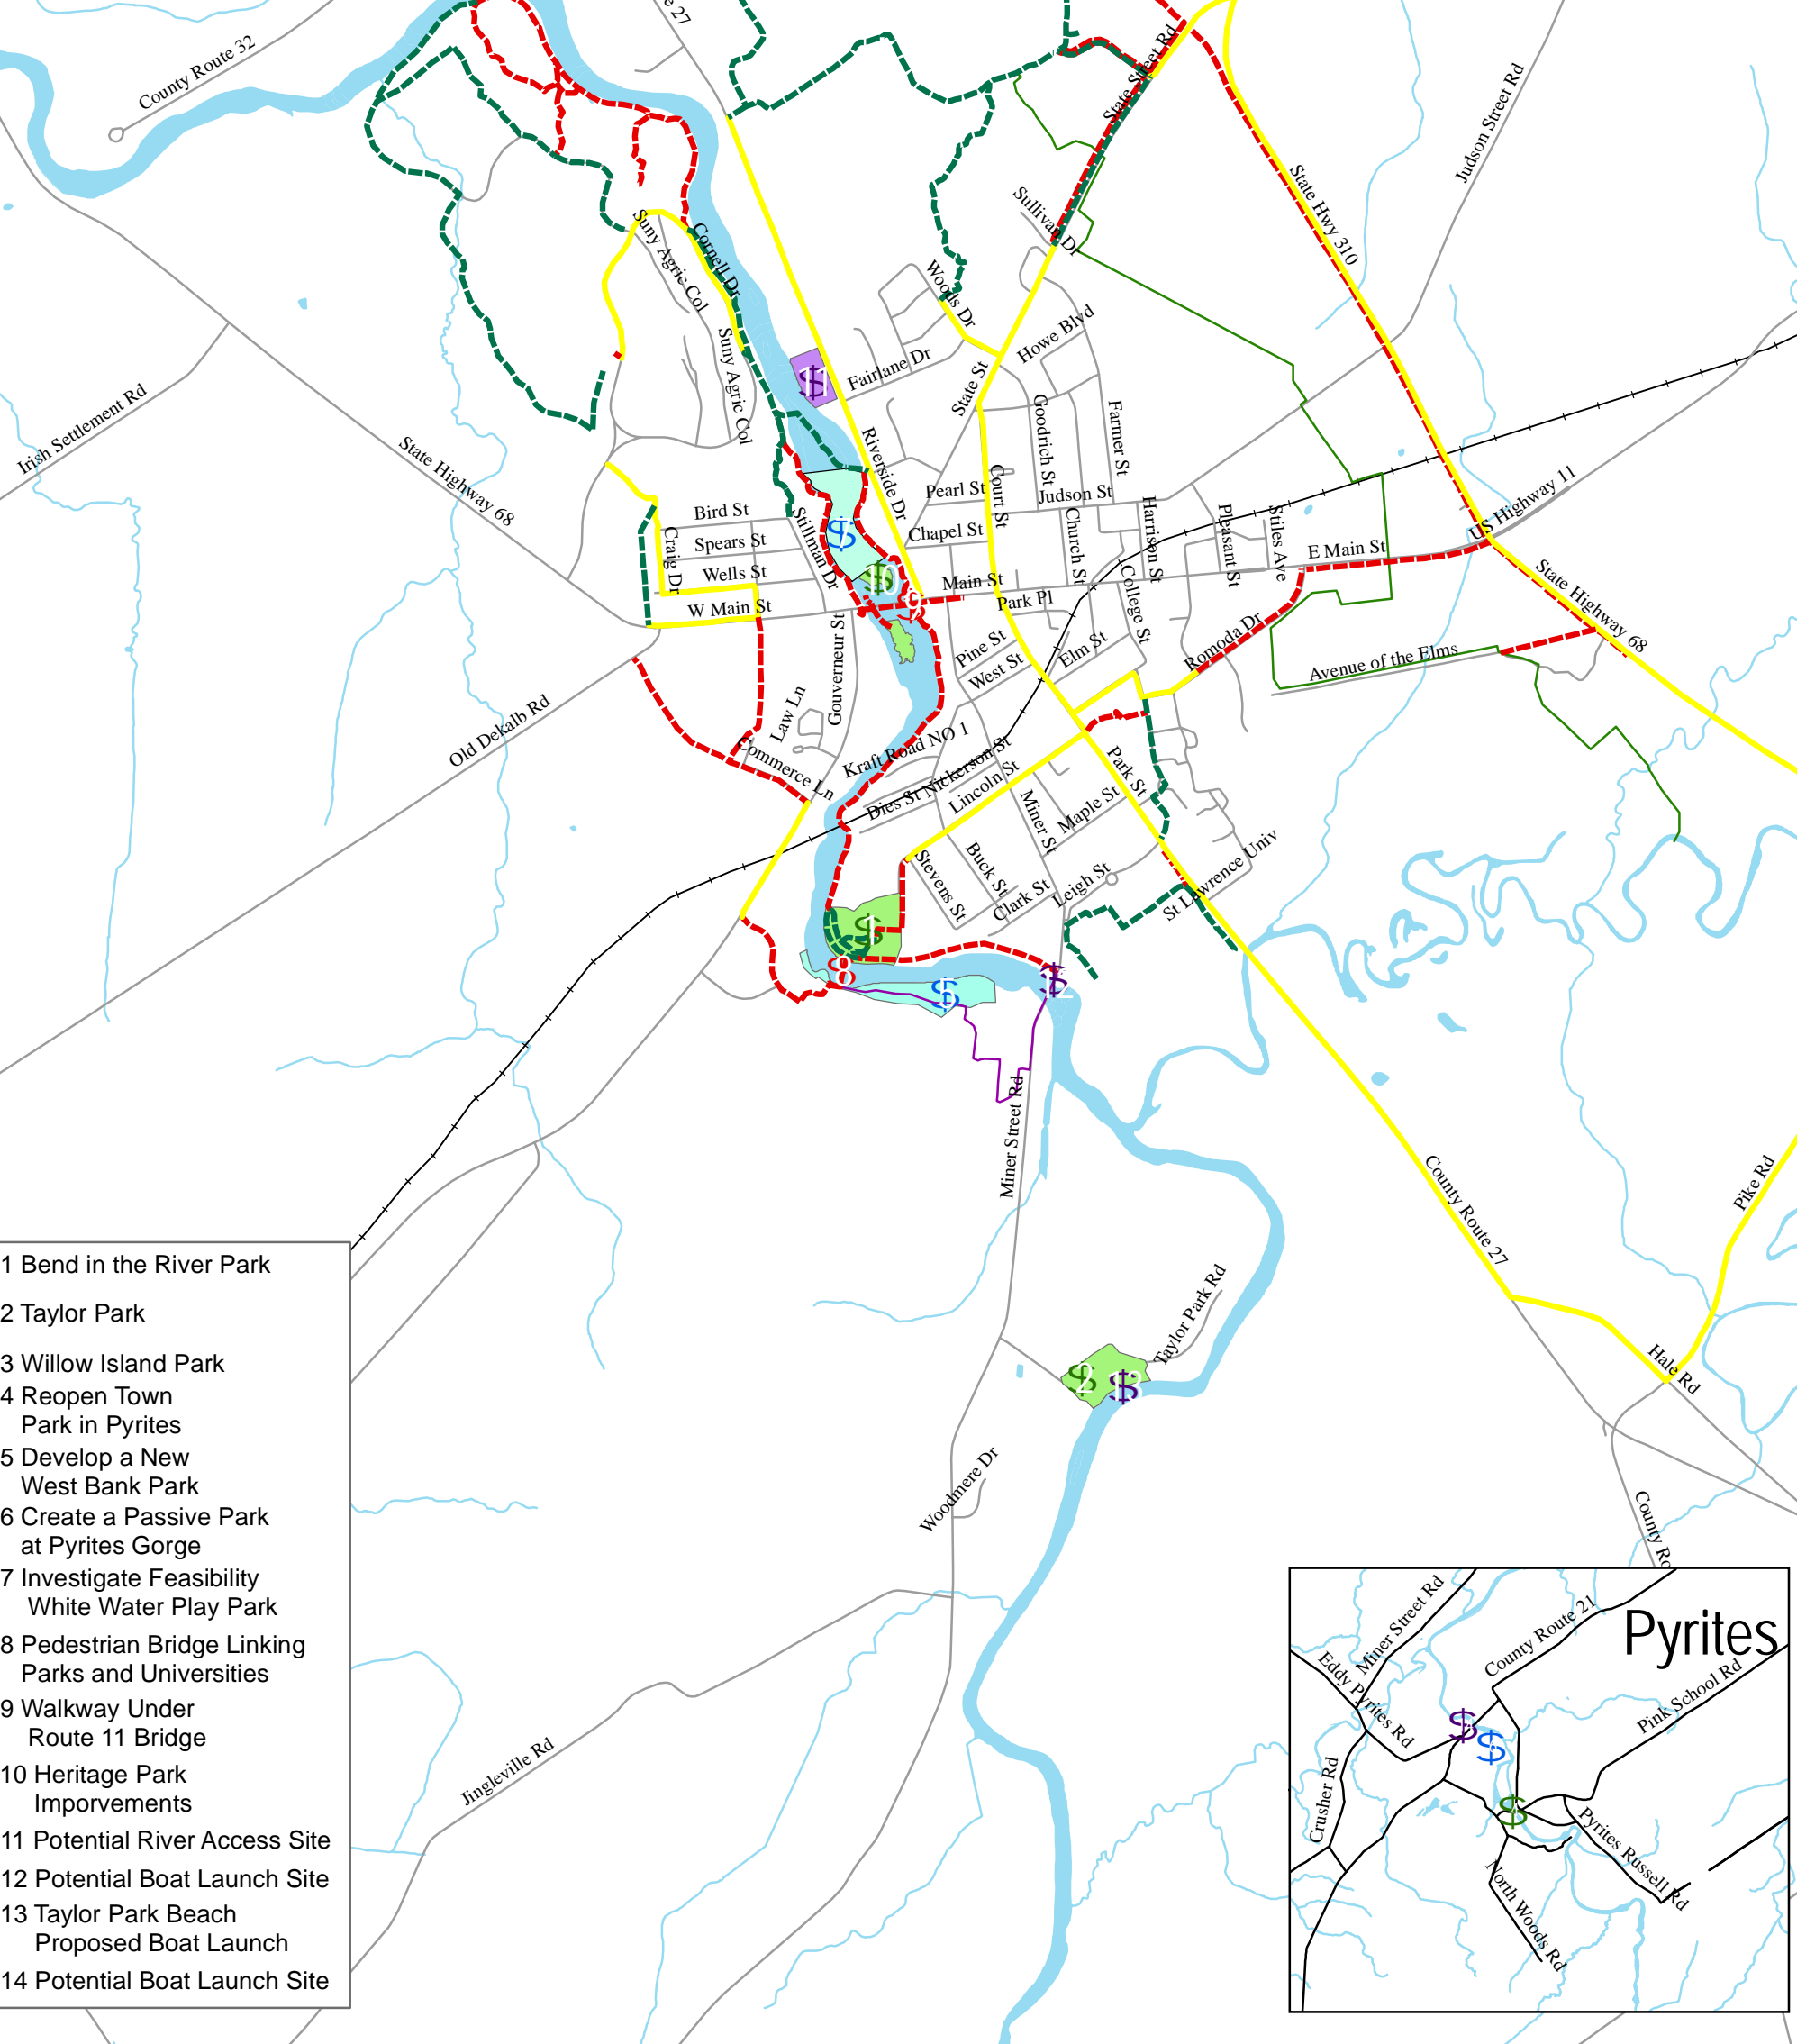 e 27
County Route 32
State Street Rd
Judson Street Rd
State Hwy 310
Sullivan Dr
Suny Agric Col
Cornell Dr
Woods Dr
Howe Blvd
Suny Agric Col
$
11
Fairlane Dr
State St
Irish Settlement Rd
State Highway 68
Goodrich St
Farmer St
Riverside Dr
Pearl St
Court St
Judson St
US Highway 11
Bird St
Stillman Dr
Chapel St
Church St
Harrison St
Pleasant St
Stiles Ave
Spears St
Craig Dr
E Main St
$
7
Wells St
$
10
9
Main St
College St
State Highway 68
W Main St
Park Pl
Gouverneur St
Pine St
Elm St
Romoda Dr
West St
Avenue of the Elms
Old Dekalb Rd
Law Ln
Commerce Ln
Kraft Road NO 1
Dies St
Nickerson St
Lincoln St
Park St
Miner St
Maple St
Stevens St
Buck St
Clark St
Leigh St
St Lawrence Univ
$
1
8
$
5
$
12
Miner Street Rd
County Route 27
Pike Rd
Taylor Park Rd
Hale Rd
$
2
$
13
Woodmere Dr
County Ro
Jingleville Rd
1 Bend in the River Park
2 Taylor Park
3 Willow Island Park
4 Reopen Town
Park in Pyrites
5 Develop a New
West Bank Park
6 Create a Passive Park
at Pyrites Gorge
7 Investigate Feasibility
White Water Play Park
8 Pedestrian Bridge Linking
Parks and Universities
9 Walkway Under
Route 11 Bridge
10 Heritage Park
Imporvements
11 Potential River Access Site
12 Potential Boat Launch Site
13 Taylor Park Beach
Proposed Boat Launch
14 Potential Boat Launch Site
Pyrites
Miner Street Rd
County Route 21
Eddy Pyrites Rd
Pink School Rd
$
$
Crusher Rd
$
Pyrites Russell Rd
North Woods Rd